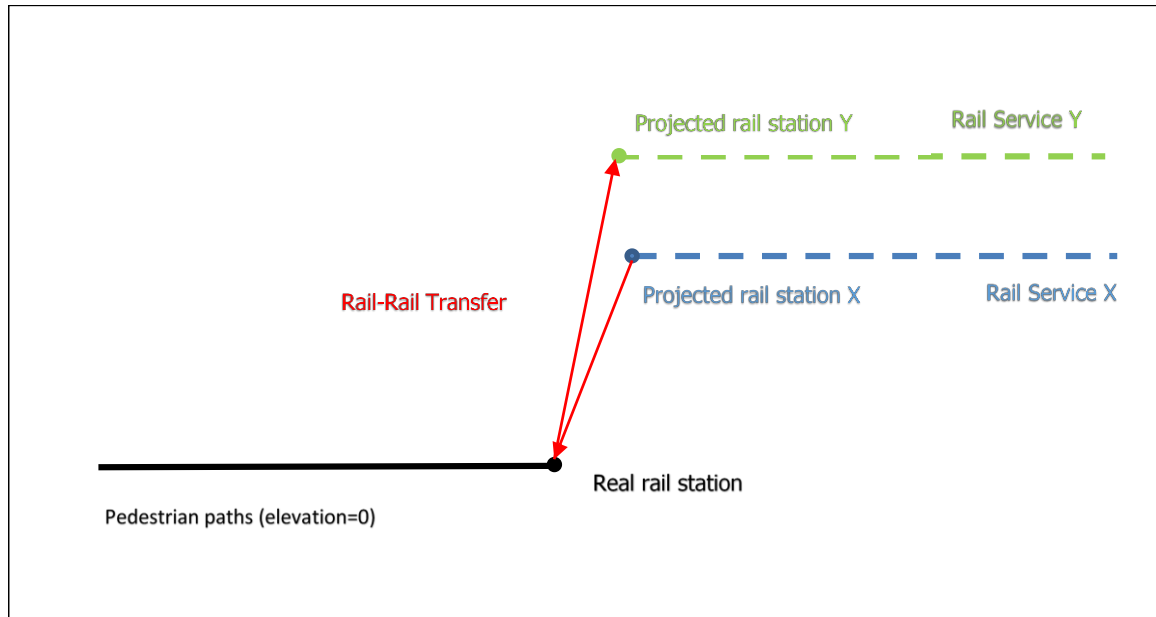 Projected rail station Y
Rail Service Y
Rail-Rail Transfer
Projected rail station X
Rail Service X
Real rail station
Pedestrian paths (elevation=0)